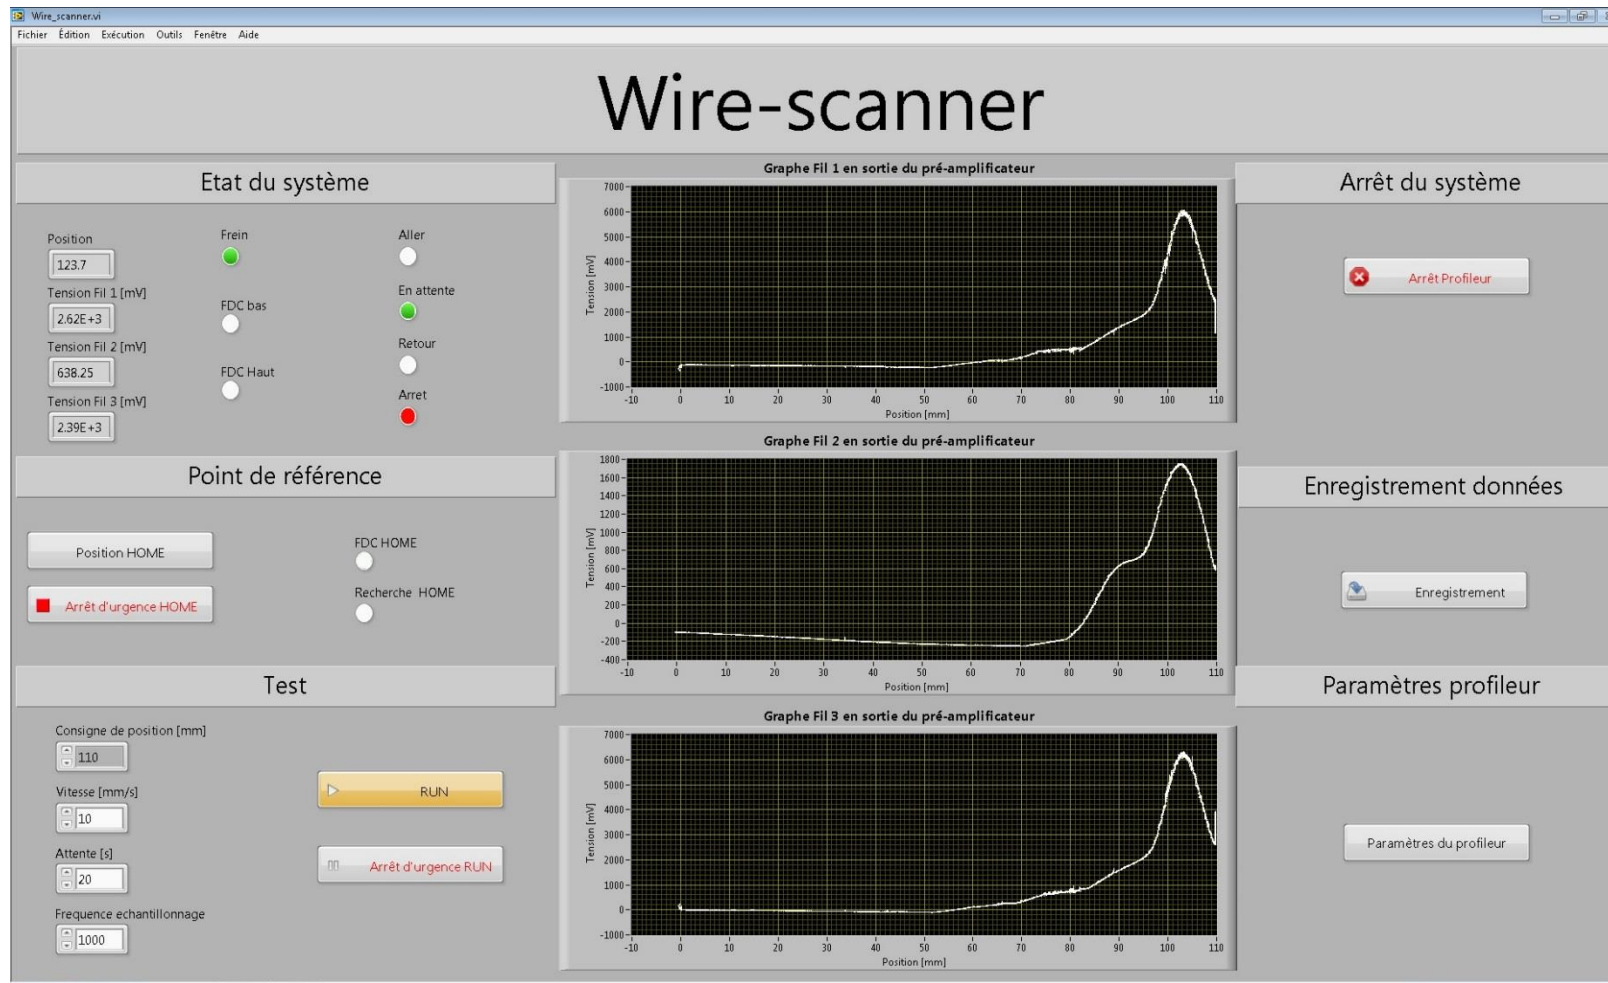 Wire_scanner.vi
Fichier Édition Exécution Outils Fenêtre Aide
Wire-scanner
Etat du système
Position
123.7
Tension Fil 1 [mV]
2.62E+3
Tension Fil 2 [mV]
638.25
Tension Fil 3 [mV]
2.39E+3
Frein
FDC bas
FDC Haut
Aller
En attente
Retour
Arret
Point de référence
Position HOME
Arrêt d'urgence HOME
FDC HOME
Recherche HOME
Test
Consigne de position [mm]
110
Vitesse [mm/s]
10
Attente [s]
20
Frequence echantillonnage
1000
RUN
Arrêt d'urgence RUN
Graphe Fil 1 en sortie du pré-amplificateur
Tension [mV]
7000
6000
5000
4000
3000
2000
1000
0
-1000
-10 0 10 20 30 40 50 60 70 80 90 100 110
Position [mm]
Graphe Fil 2 en sortie du pré-amplificateur
Tension [mV]
1800
1600
1400
1200
1000
800
600
400
200
0
-200
-400
-10 0 10 20 30 40 50 60 70 80 90 100 110
Position [mm]
Graphe Fil 3 en sortie du pré-amplificateur
Tension [mV]
7000
6000
5000
4000
3000
2000
1000
0
-1000
-10 0 10 20 30 40 50 60 70 80 90 100 110
Position [mm]
Arrêt du système
Arrêt Profileur
Enregistrement données
Enregistrement
Paramètres profileur
Paramètres du profileur